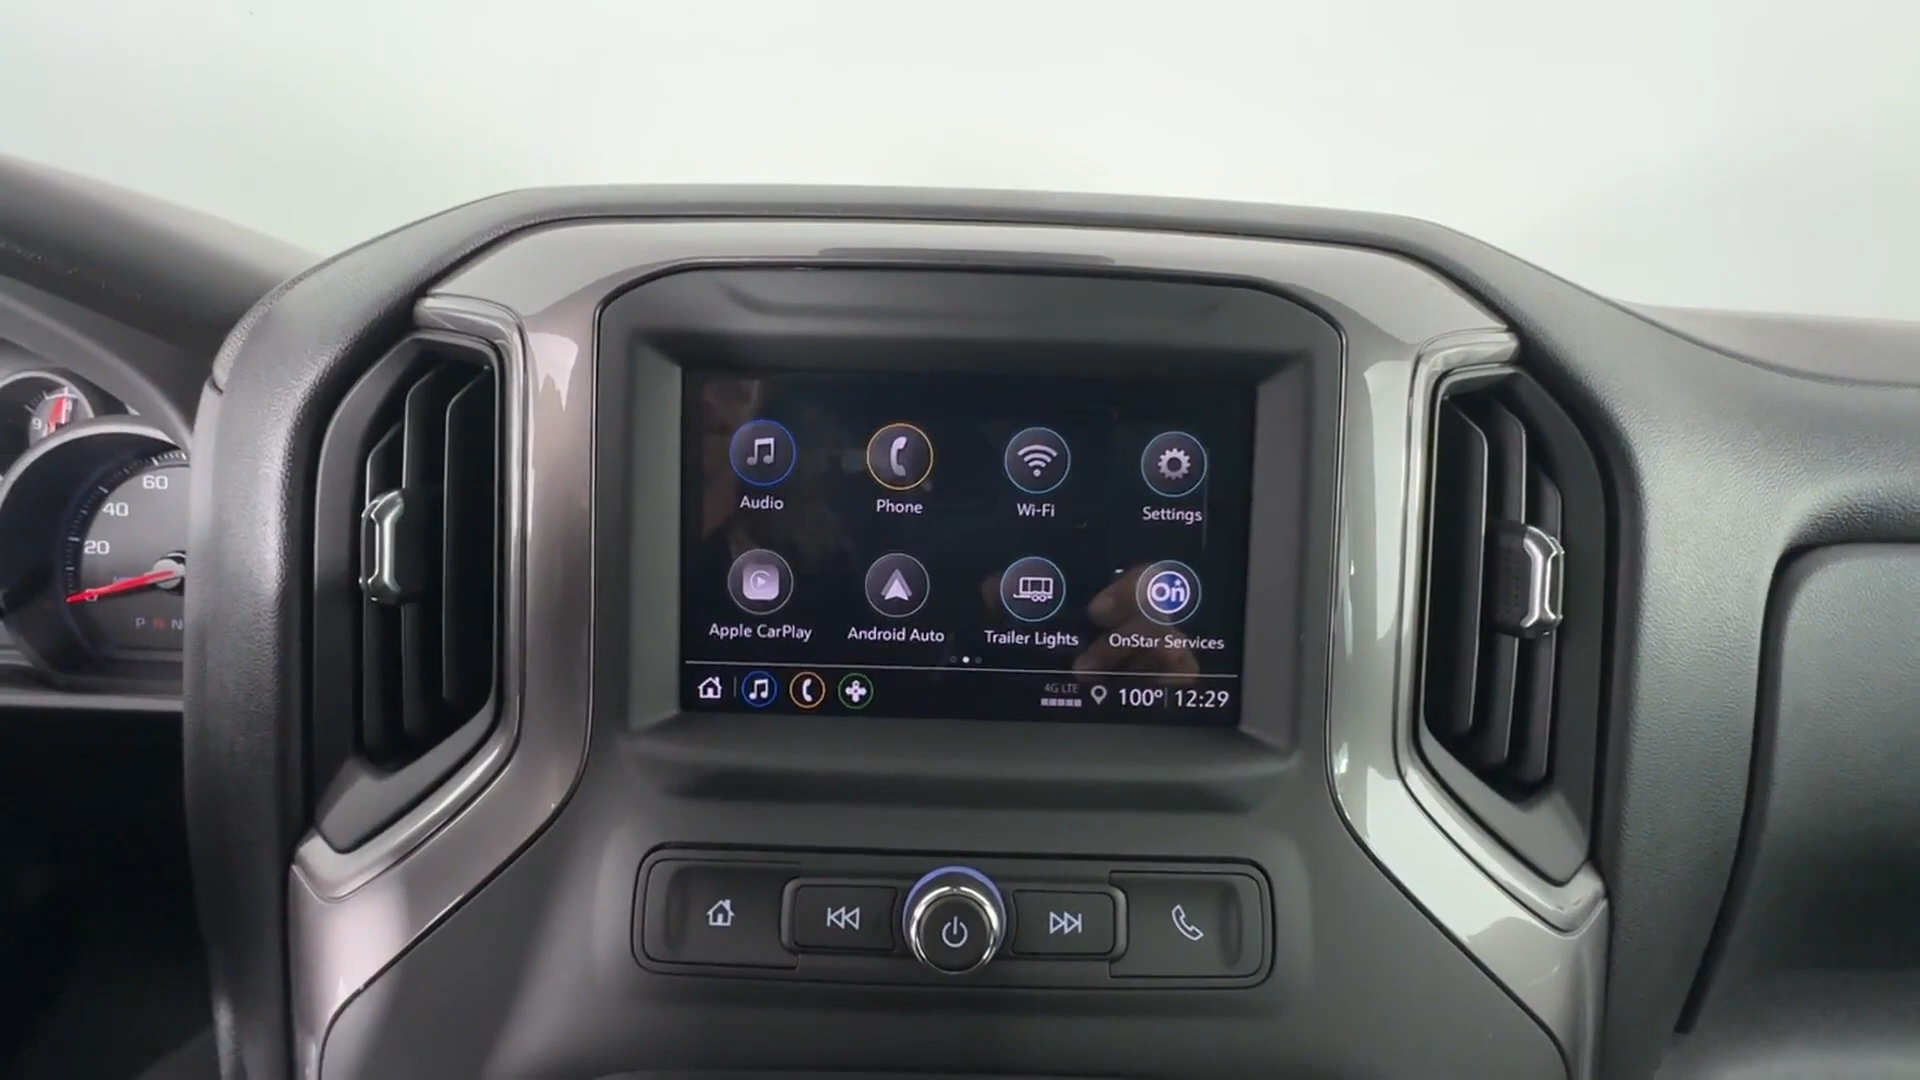 60
40
20
0
P R N
Audio
Phone
Wi-Fi
Settings
Apple CarPlay
Android Auto
Trailer Lights
On
OnStar Services
4G LTE
100° 12:29